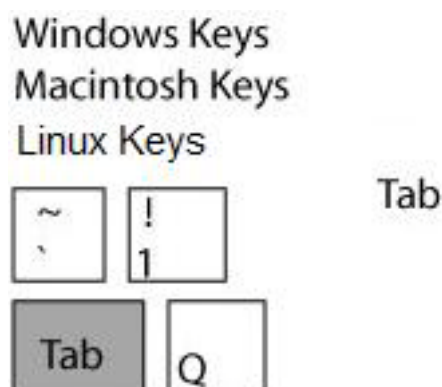 Windows Keys
Macintosh Keys
Linux Keys
Tab
~ !
` 1
Tab Q